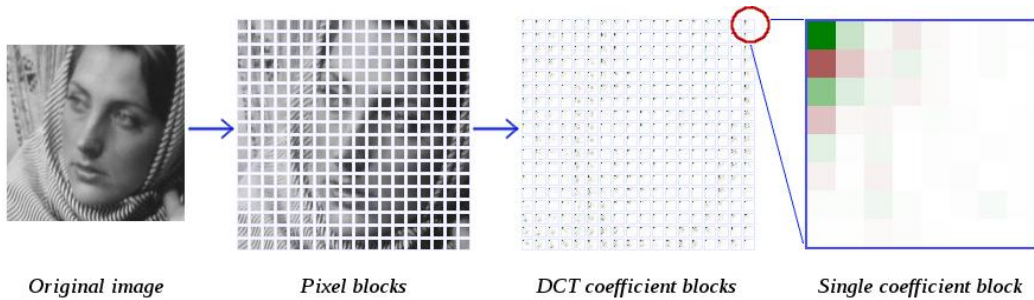 Original image
Pixel blocks
DCT coefficient blocks
Single coefficient block